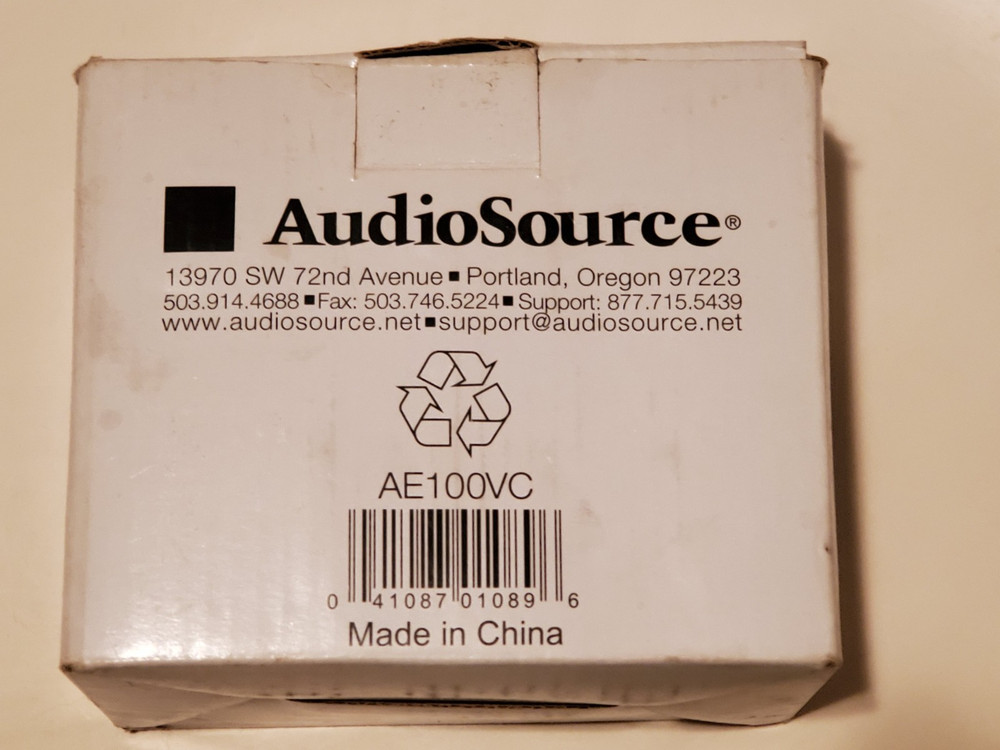 AudioSource®
13970 SW 72nd Avenue ■ Portland, Oregon 97223
503.914.4688 ■ Fax: 503.746.5224 ■ Support: 877.715.5439
www.audiosource.net ■ support@audiosource.net
AE100VC
0 41087 01089 6
Made in China